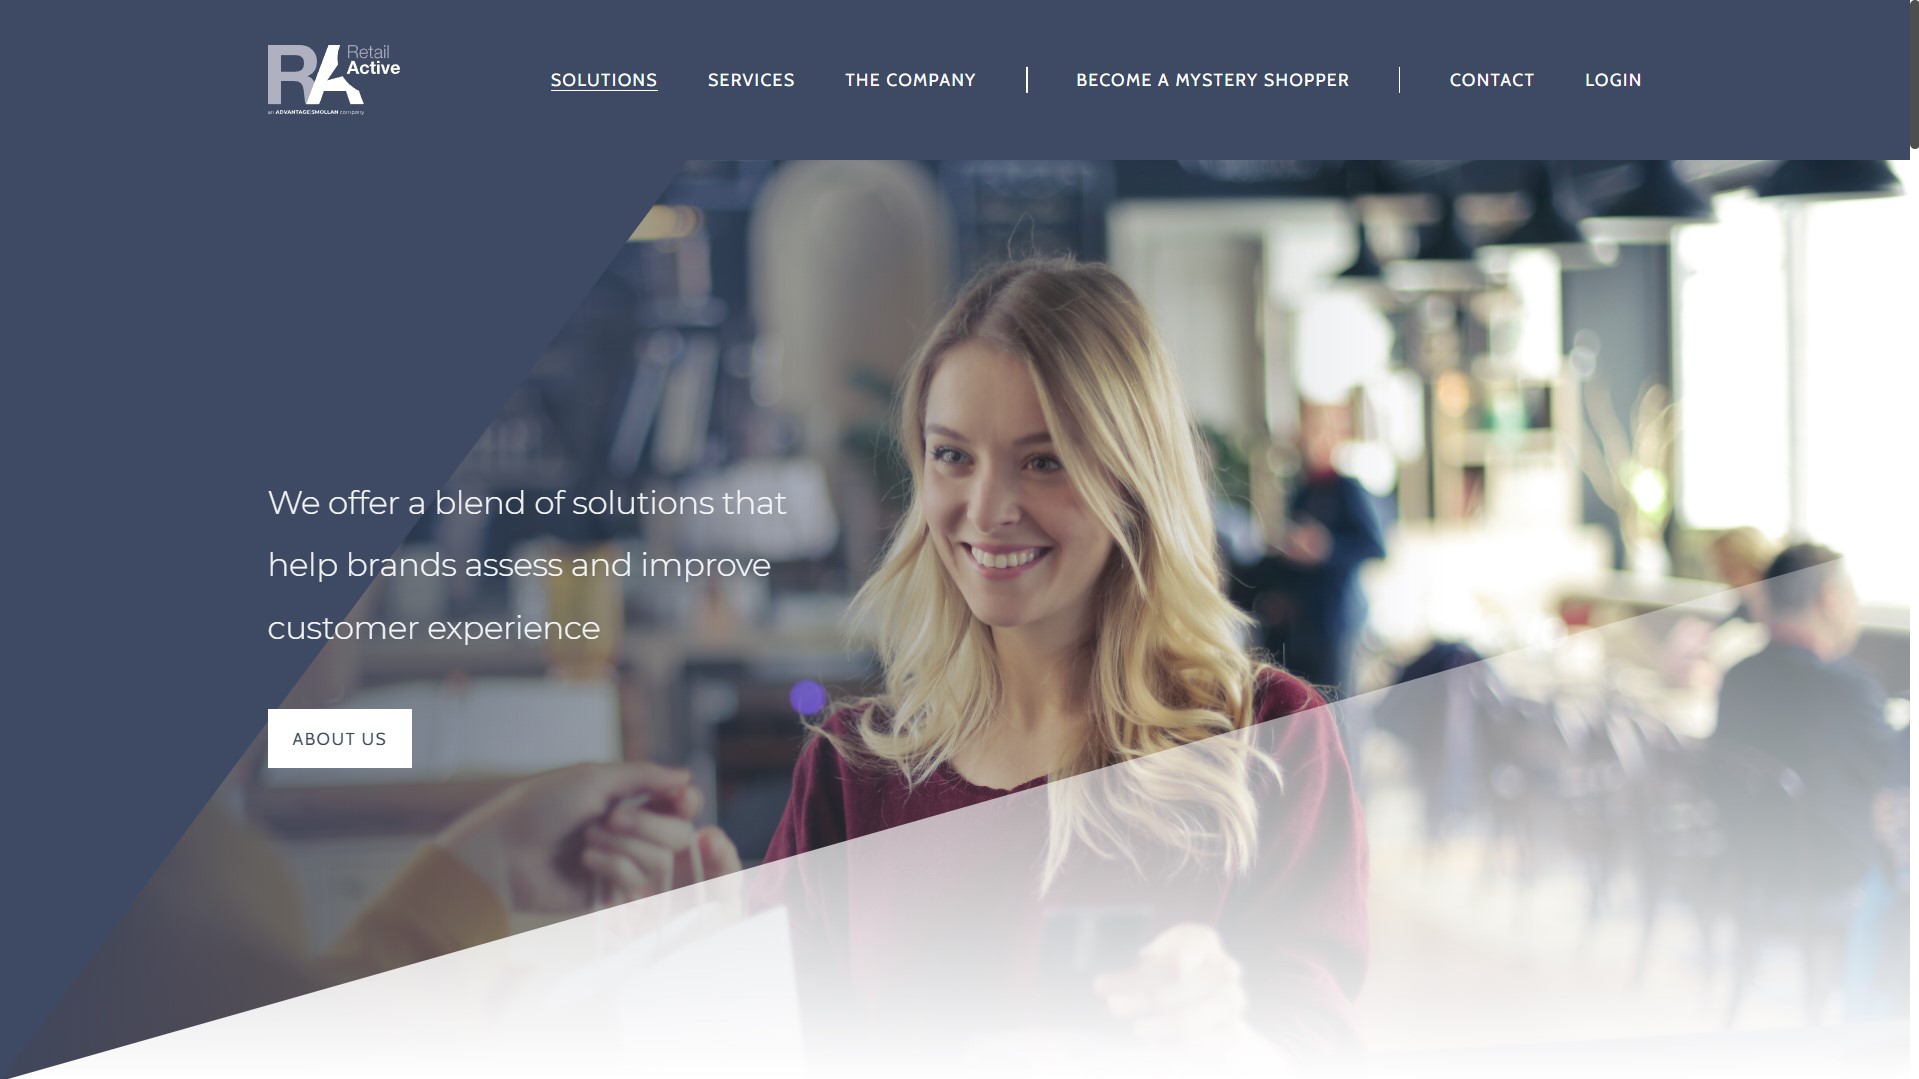 Retail
RA Active
an ADVANTAGE SMOLLAN company
SOLUTIONS
SERVICES
THE COMPANY
BECOME A MYSTERY SHOPPER
CONTACT
LOGIN
We offer a blend of solutions that
help brands assess and improve
customer experience
ABOUT US